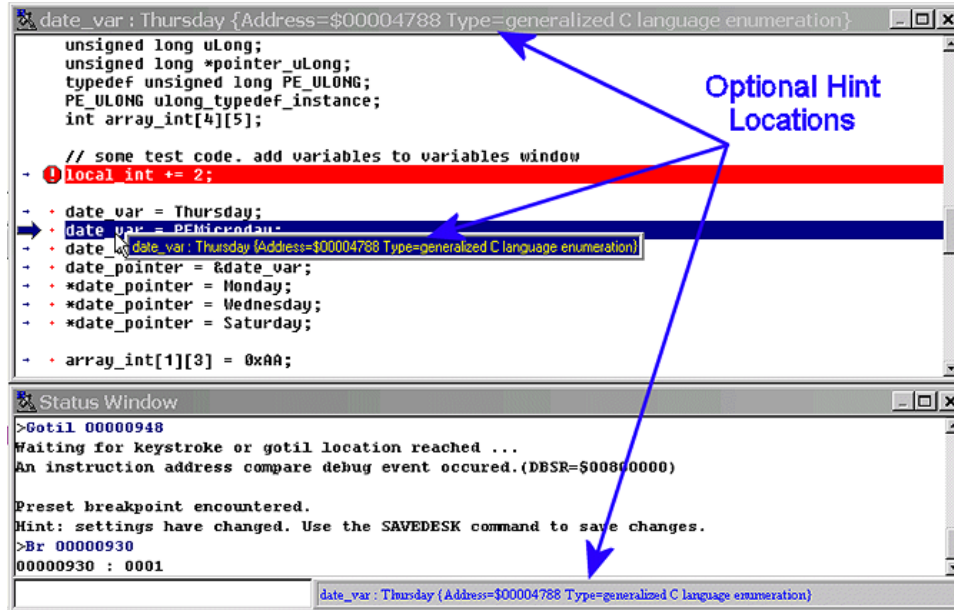 date_var : Thursday {Address=$00004788 Type=generalized C language enumeration}
unsigned long uLong;
unsigned long *pointer_uLong;
typedef unsigned long PE_ULONG;
PE_ULONG ulong_typedef_instance;
int array_int[4][5];
Optional Hint
Locations
// some test code. add variables to variables window
local_int += 2;
date_var = Thursday;
date_var = PEMicroday;
date_
date_var : Thursday {Address=$00004788 Type=generalized C language enumeration}
date_pointer = &date_var;
*date_pointer = Monday;
*date_pointer = Wednesday;
*date_pointer = Saturday;
array_int[1][3] = 0xAA;
Status Window
>Gotil 00000948
Waiting for keystroke or gotil location reached ...
An instruction address compare debug event occured.(DBSR=$00800000)
Preset breakpoint encountered.
Hint: settings have changed. Use the SAVEDESK command to save changes.
>Br 00000930
00000930 : 0001
date_var : Thursday {Address=$00004788 Type=generalized C language enumeration}